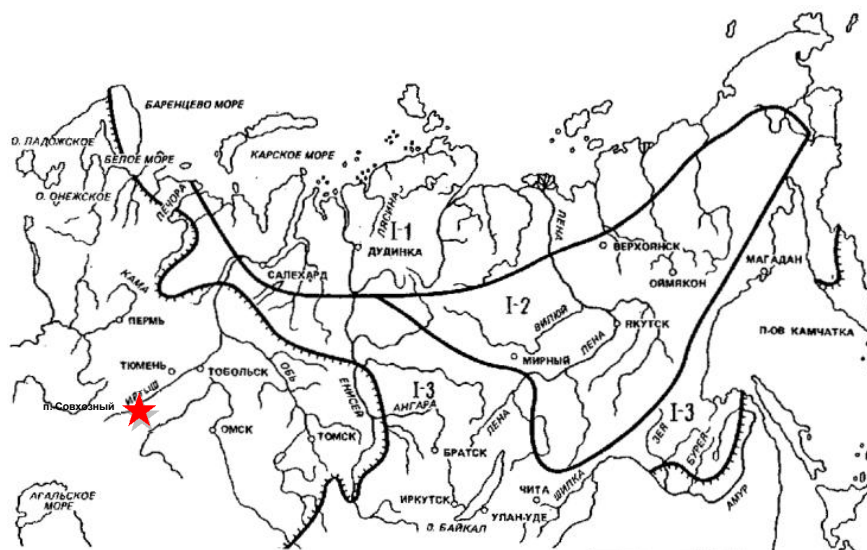 БАРЕНЦЕВО МОРЕ
О. ЛАДОЖСКОЕ
БЕЛОЕ МОРЕ
КАРСКОЕ МОРЕ
О. ОНЕЖСКОЕ
ПЕЧОРА
ЛЯСИНА
I-1
ДУДИНКА
ЛЕНА
ВЕРХОЯНСК
САЛЕХАРД
МАГАДАН
ОЙМЯКОН
КАМА
I-2
ВИЛЮЙ
ЯКУТСК
ПЕРМЬ
П-ОВ КАМЧАТКА
МИРНЫЙ
ЛЕНА
ТЮМЕНЬ
ТОБОЛЬСК
ОБЬ
ЕНИСЕЙ
I-3
АНГАРА
ИРТЫШ
п. Совхозный
ЛЕНА
I-3
ЗЕЯ
БУРЕЯ
ОМСК
ТОМСК
БРАТСК
АРАЛЬСКОЕ
МОРЕ
ИРКУТСК
ЧИТА
ШИЛКА
АМУР
УЛАН-УДЕ
О. БАЙКАЛ